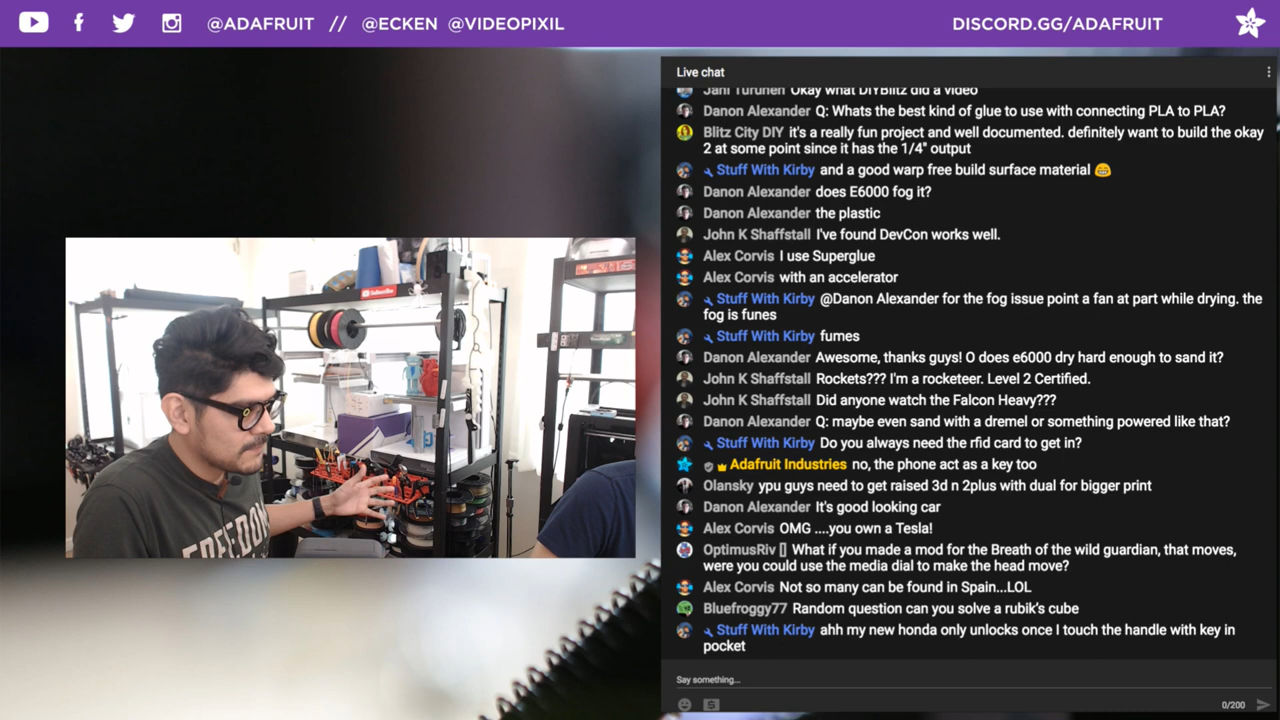 @ADAFRUIT // @ECKEN @VIDEOPIXIL
DISCORD.GG/ADAFRUIT
Live chat
Jani Turunen Okay what DIYBlitz did a video
Danon Alexander Q: Whats the best kind of glue to use with connecting PLA to PLA?
Blitz City DIY it's a really fun project and well documented. definitely want to build the okay
2 at some point since it has the 1/4" output
Stuff With Kirby and a good warp free build surface material 😂
Danon Alexander does E6000 fog it?
Danon Alexander the plastic
John K Shaffstall I've found DevCon works well.
Alex Corvis I use Superglue
Alex Corvis with an accelerator
Stuff With Kirby @Danon Alexander for the fog issue point a fan at part while drying. the
fog is funes
Stuff With Kirby fumes
Danon Alexander Awesome, thanks guys! O does e6000 dry hard enough to sand it?
John K Shaffstall Rockets??? I'm a rocketeer. Level 2 Certified.
John K Shaffstall Did anyone watch the Falcon Heavy???
Danon Alexander Q: maybe even sand with a dremel or something powered like that?
Stuff With Kirby Do you always need the rfid card to get in?
Adafruit Industries no, the phone act as a key too
Olansky ypu guys need to get raised 3d n 2plus with dual for bigger print
Danon Alexander It's good looking car
Alex Corvis OMG ....you own a Tesla!
OptimusRiv [] What if you made a mod for the Breath of the wild guardian, that moves,
were you could use the media dial to make the head move?
Alex Corvis Not so many can be found in Spain...LOL
Bluefroggy77 Random question can you solve a rubik's cube
Stuff With Kirby ahh my new honda only unlocks once I touch the handle with key in
pocket
Say something...
0/200
Subscribe
FREEDOM